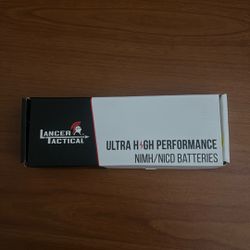 LANCER
TACTICAL
ULTRA HIGH PERFORMANCE
NIMH/NICD BATTERIES